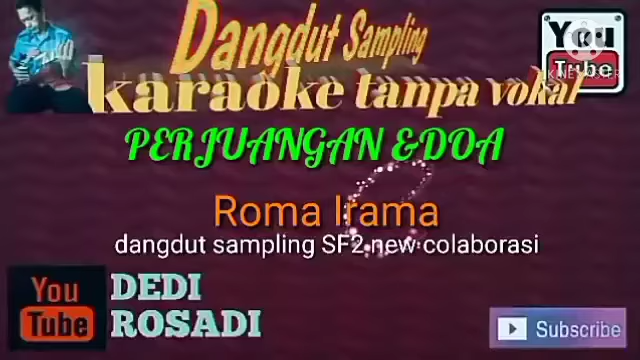 Dangdut Sampling
You
Tube
karaoke tanpa vokal
PERJUANGAN &DOA
Roma Irama
dangdut sampling SF2 new colaborasi
You
Tube
DEDI
ROSADI
Subscribe